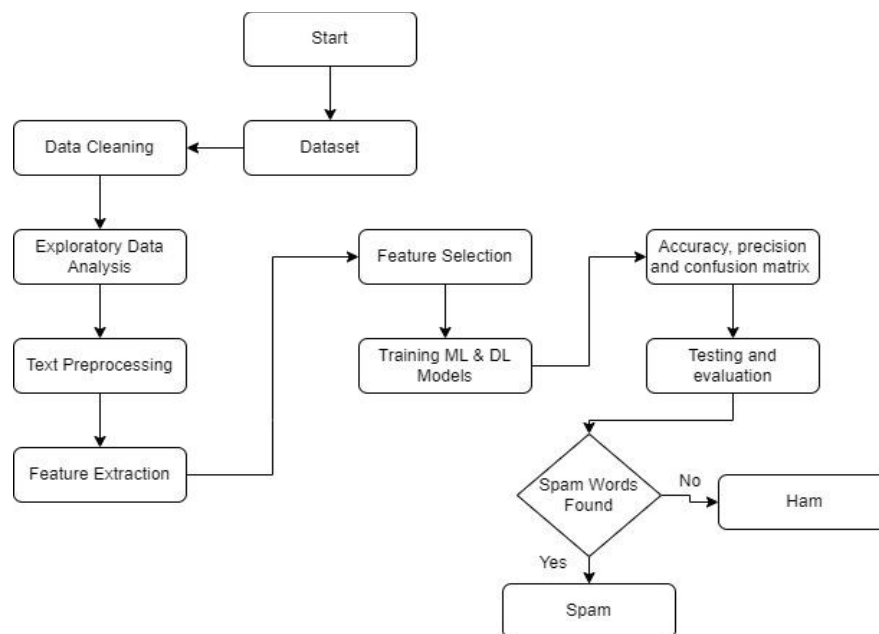 Start
Dataset
Data Cleaning
Exploratory Data
Analysis
Text Preprocessing
Feature Extraction
Feature Selection
Training ML & DL
Models
Accuracy, precision
and confusion matrix
Testing and
evaluation
Spam Words
Found
No
Ham
Yes
Spam